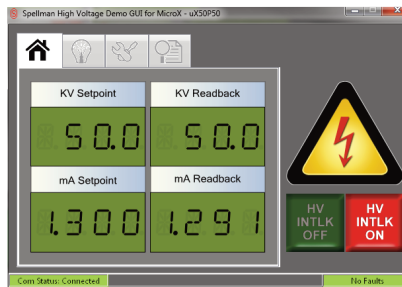 Spellman High Voltage Demo GUI for MicroX - uX50P50
KV Setpoint
KV Readback
50.0
50.0
mA Setpoint
mA Readback
1.300
1.291
HV
INTLK
OFF
HV
INTLK
ON
Com Status: Connected
No Faults